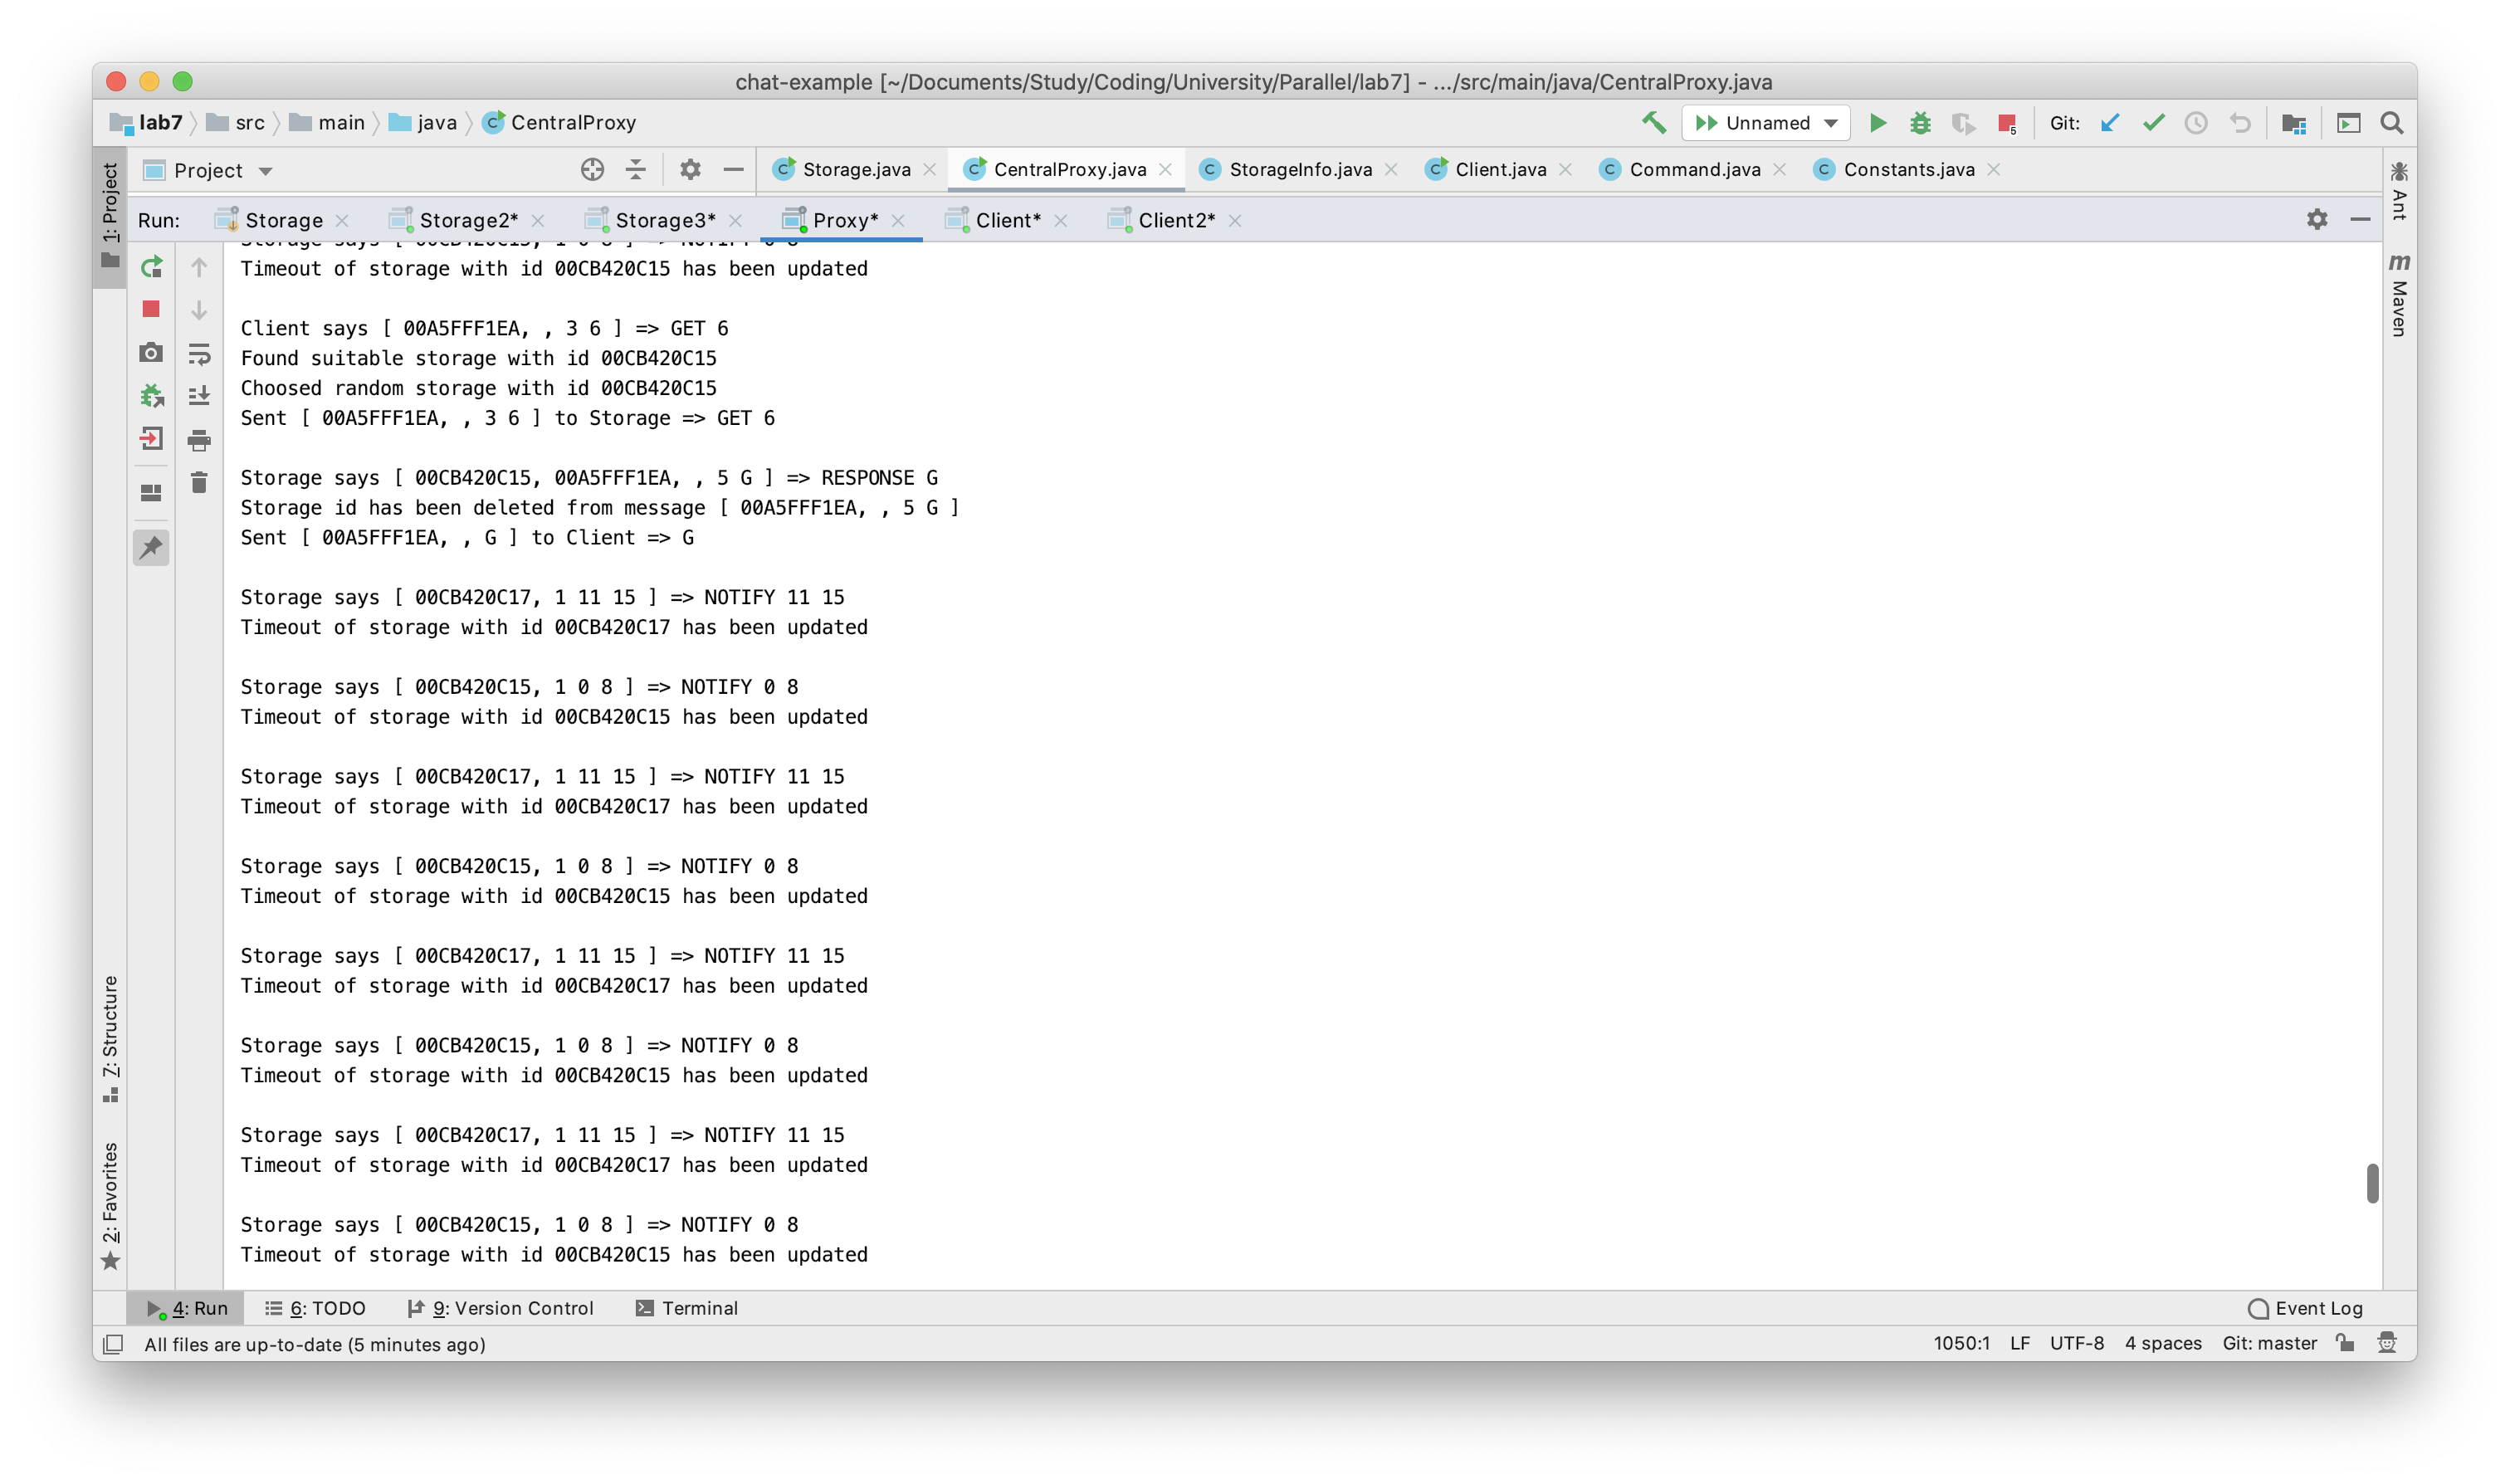 chat-example [~/Documents/Study/Coding/University/Parallel/lab7] - .../src/main/java/CentralProxy.java
lab7 src main java CentralProxy
Unnamed
5
Git:
1: Project
Project
Storage.java
CentralProxy.java
StorageInfo.java
Client.java
Command.java
Constants.java
Ant
Maven
Run:
Storage
Storage2*
Storage3*
Proxy*
Client*
Client2*
Storage says [ 00CB420C15, 1 0 8 ] => NOTIFY 0 8
Timeout of storage with id 00CB420C15 has been updated
Client says [ 00A5FFF1EA, , 3 6 ] => GET 6
Found suitable storage with id 00CB420C15
Choosed random storage with id 00CB420C15
Sent [ 00A5FFF1EA, , 3 6 ] to Storage => GET 6
Storage says [ 00CB420C15, 00A5FFF1EA, , 5 G ] => RESPONSE G
Storage id has been deleted from message [ 00A5FFF1EA, , 5 G ]
Sent [ 00A5FFF1EA, , G ] to Client => G
Storage says [ 00CB420C17, 1 11 15 ] => NOTIFY 11 15
Timeout of storage with id 00CB420C17 has been updated
Storage says [ 00CB420C15, 1 0 8 ] => NOTIFY 0 8
Timeout of storage with id 00CB420C15 has been updated
Storage says [ 00CB420C17, 1 11 15 ] => NOTIFY 11 15
Timeout of storage with id 00CB420C17 has been updated
Storage says [ 00CB420C15, 1 0 8 ] => NOTIFY 0 8
Timeout of storage with id 00CB420C15 has been updated
Storage says [ 00CB420C17, 1 11 15 ] => NOTIFY 11 15
Timeout of storage with id 00CB420C17 has been updated
Storage says [ 00CB420C15, 1 0 8 ] => NOTIFY 0 8
Timeout of storage with id 00CB420C15 has been updated
Storage says [ 00CB420C17, 1 11 15 ] => NOTIFY 11 15
Timeout of storage with id 00CB420C17 has been updated
Storage says [ 00CB420C15, 1 0 8 ] => NOTIFY 0 8
Timeout of storage with id 00CB420C15 has been updated
7: Structure
2: Favorites
4: Run
6: TODO
9: Version Control
Terminal
Event Log
All files are up-to-date (5 minutes ago)
1050:1 LF UTF-8 4 spaces Git: master